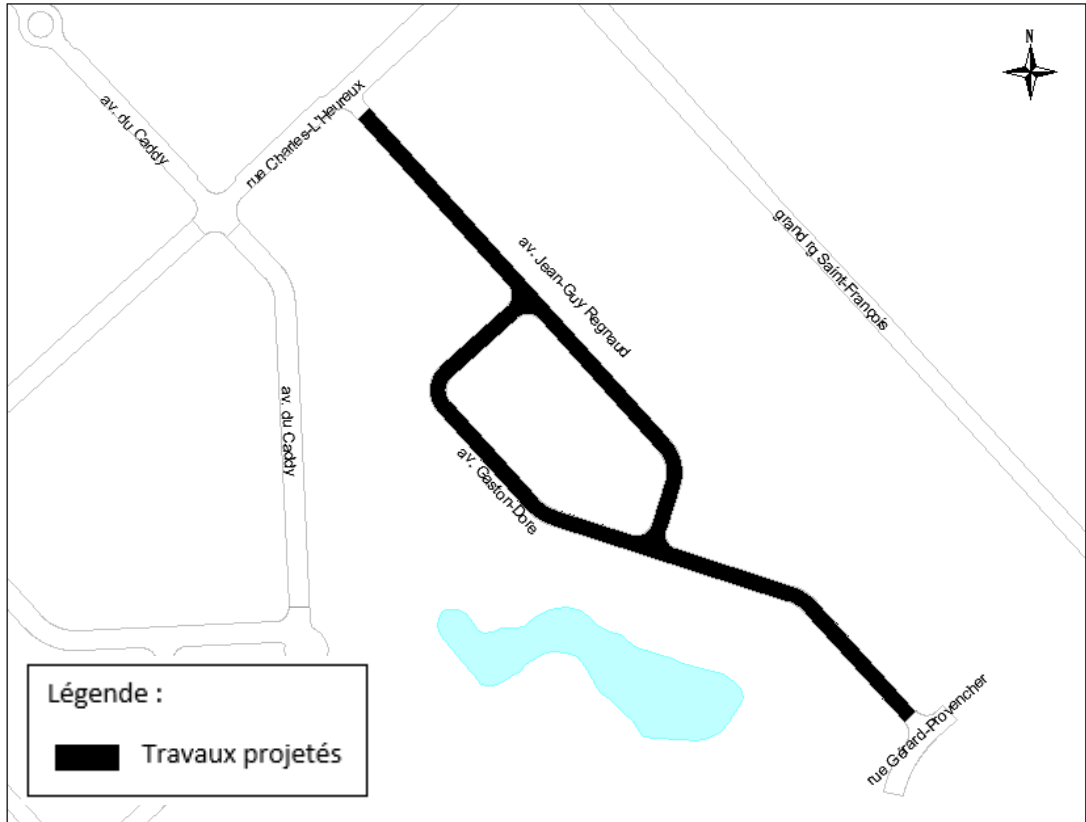 N
av. du Caddy
rue Charles-L'Heureux
av. Jean-Guy Regnaud
grand rg Saint-François
av. du Caddy
av. Gaston-Dore
rue Gérard-Provencher
Légende :
Travaux projetés